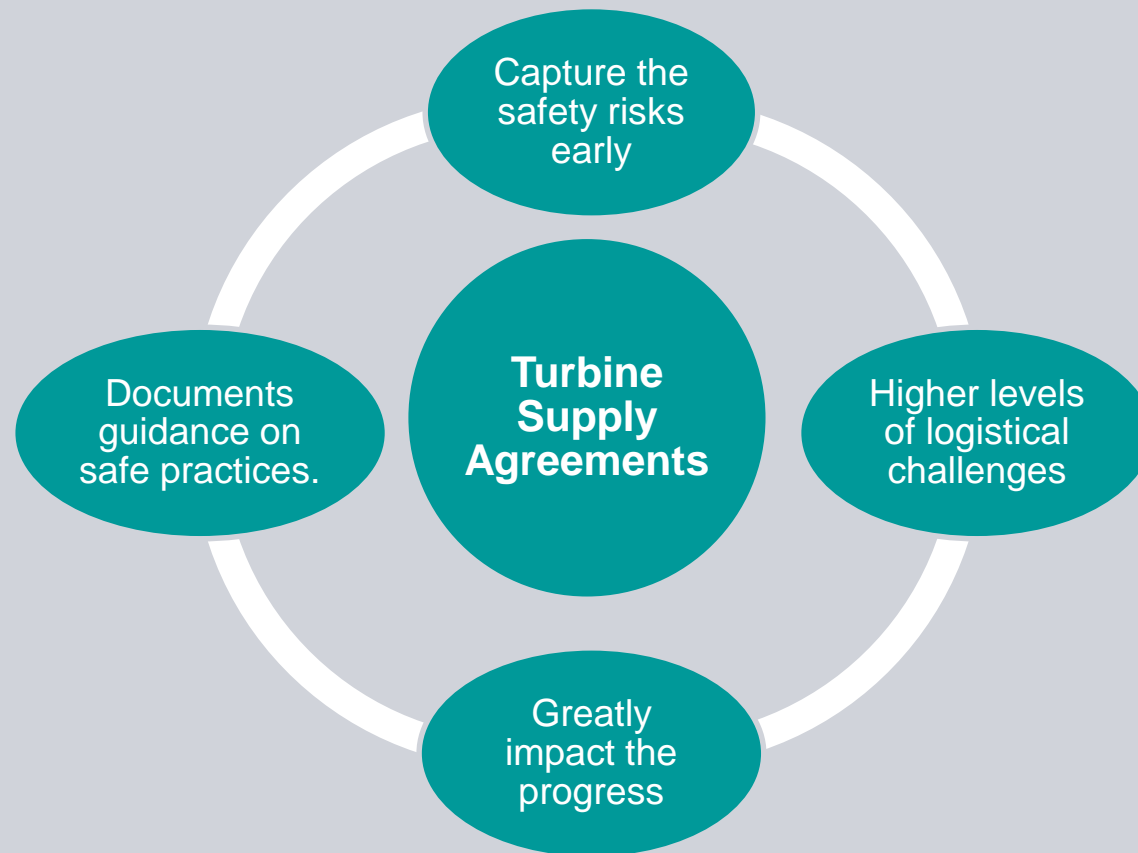 Capture the
safety risks
early
Turbine
Supply
Agreements
Documents
guidance on
safe practices.
Higher levels
of logistical
challenges
Greatly
impact the
progress